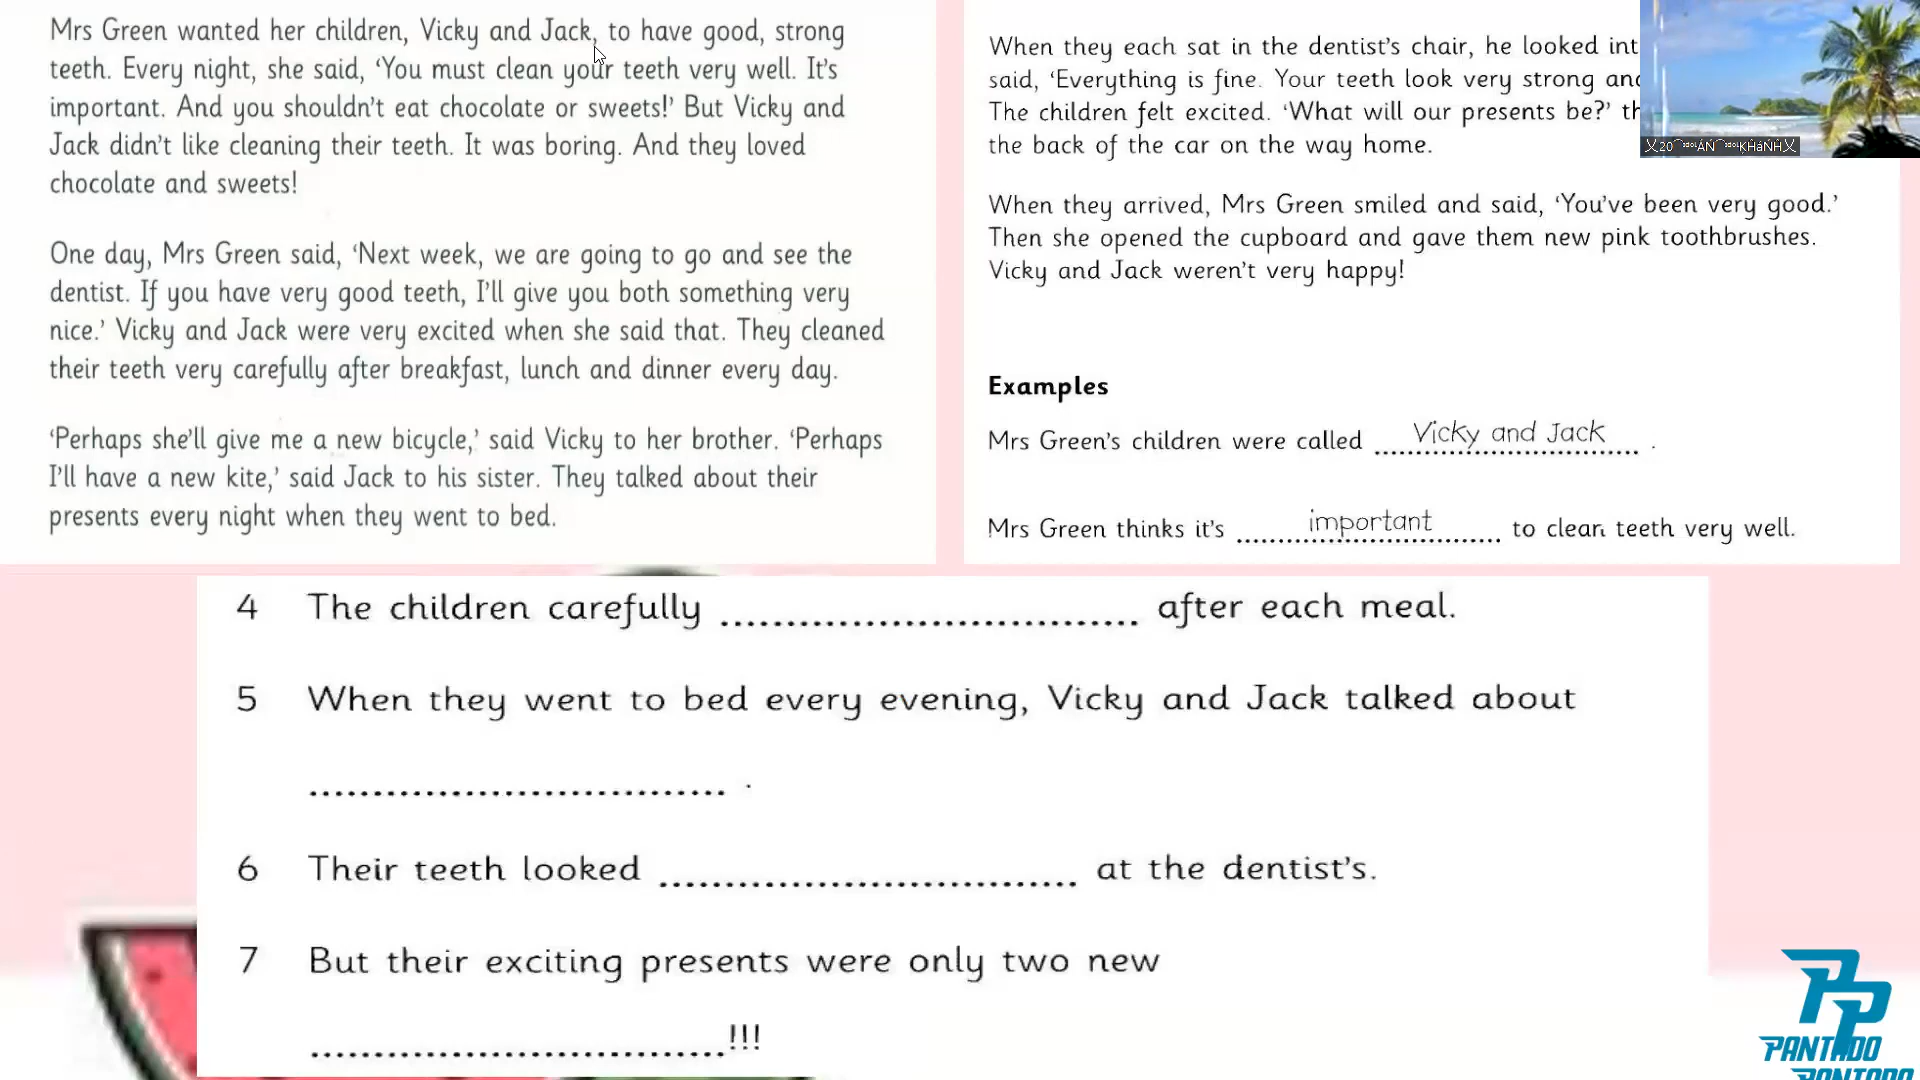 Mrs Green wanted her children, Vicky and Jack, to have good, strong
teeth. Every night, she said, ‘You must clean your teeth very well. It’s
important. And you shouldn’t eat chocolate or sweets!’ But Vicky and
Jack didn’t like cleaning their teeth. It was boring. And they loved
chocolate and sweets!
One day, Mrs Green said, ‘Next week, we are going to go and see the
dentist. If you have very good teeth, I’ll give you both something very
nice.’ Vicky and Jack were very excited when she said that. They cleaned
their teeth very carefully after breakfast, lunch and dinner every day.
‘Perhaps she’ll give me a new bicycle,’ said Vicky to her brother. ‘Perhaps
I’ll have a new kite,’ said Jack to his sister. They talked about their
presents every night when they went to bed.
When they each sat in the dentist’s chair, he looked
said, ‘Everything is fine. Your teeth look very strong
The children felt excited. ‘What will our presents be?’
the back of the car on the way home.
When they arrived, Mrs Green smiled and said, ‘You’ve been very good.’
Then she opened the cupboard and gave them new pink toothbrushes.
Vicky and Jack weren’t very happy!
Examples
Mrs Green’s children were called Vicky and Jack .
Mrs Green thinks it’s important to clean teeth very well.
4 The children carefully .............................. after each meal.
5 When they went to bed every evening, Vicky and Jack talked about
.............................. .
6 Their teeth looked .............................. at the dentist’s.
7 But their exciting presents were only two new
..............................!!!
PANTADO